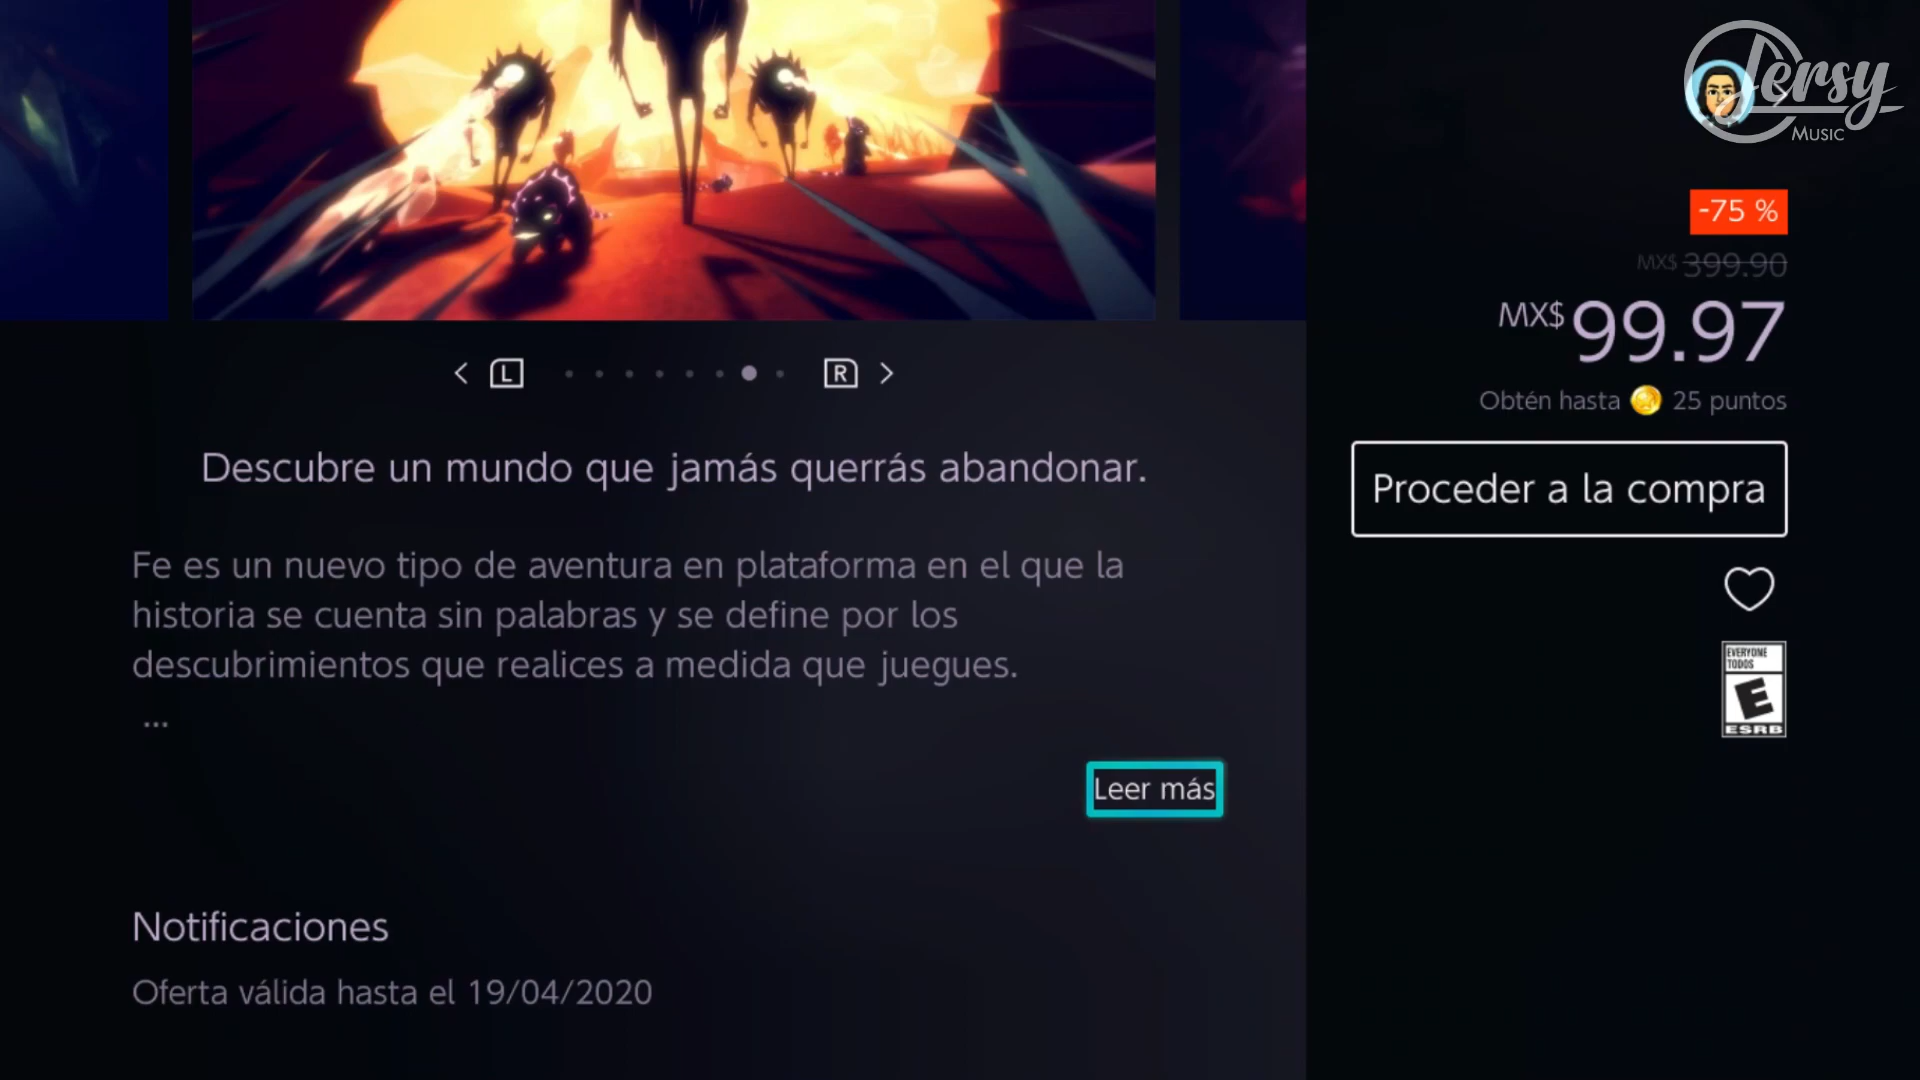 Jersy
Music
-75 %
MX$ 399.90
MX$ 99.97
Obtén hasta 25 puntos
Proceder a la compra
EVERYONE
TODOS
E
ESRB
L
R
Descubre un mundo que jamás querrás abandonar.
Fe es un nuevo tipo de aventura en plataforma en el que la
historia se cuenta sin palabras y se define por los
descubrimientos que realices a medida que juegues.
...
Leer más
Notificaciones
Oferta válida hasta el 19/04/2020